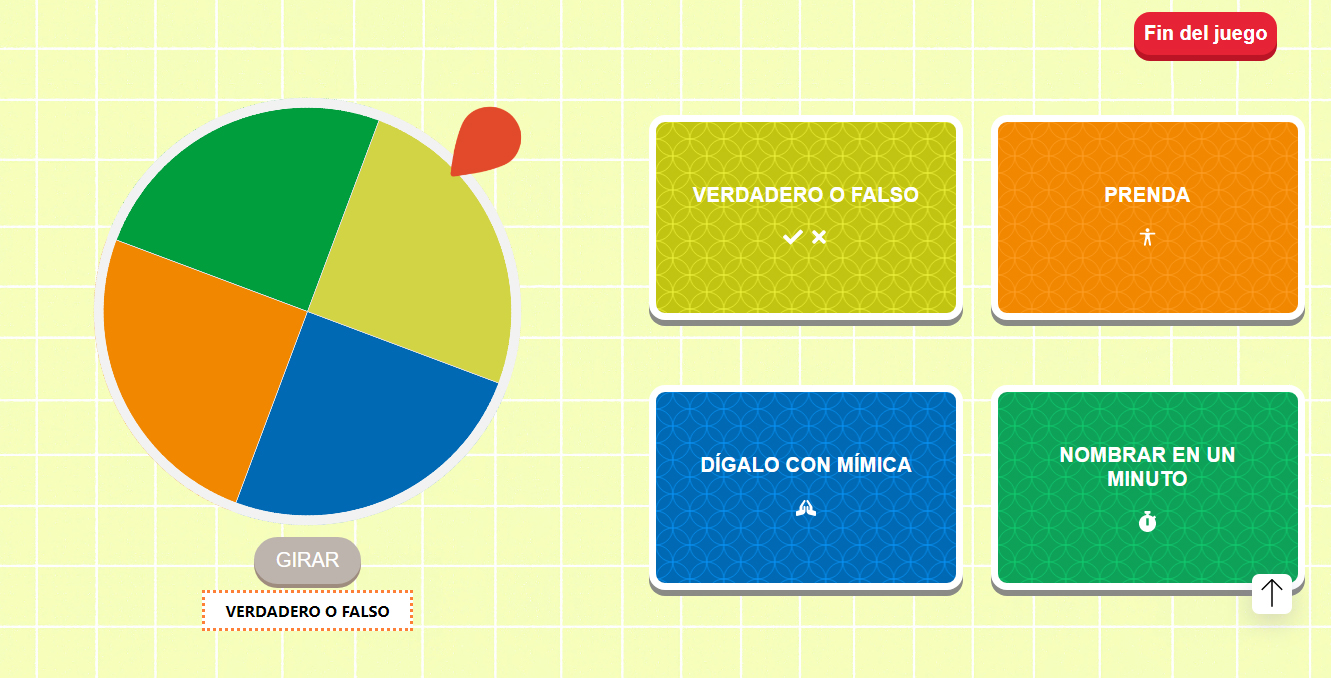 Fin del juego
VERDADERO O FALSO
PRENDA
DÍGALO CON MÍMICA
NOMBRAR EN UN
MINUTO
GIRAR
VERDADERO O FALSO